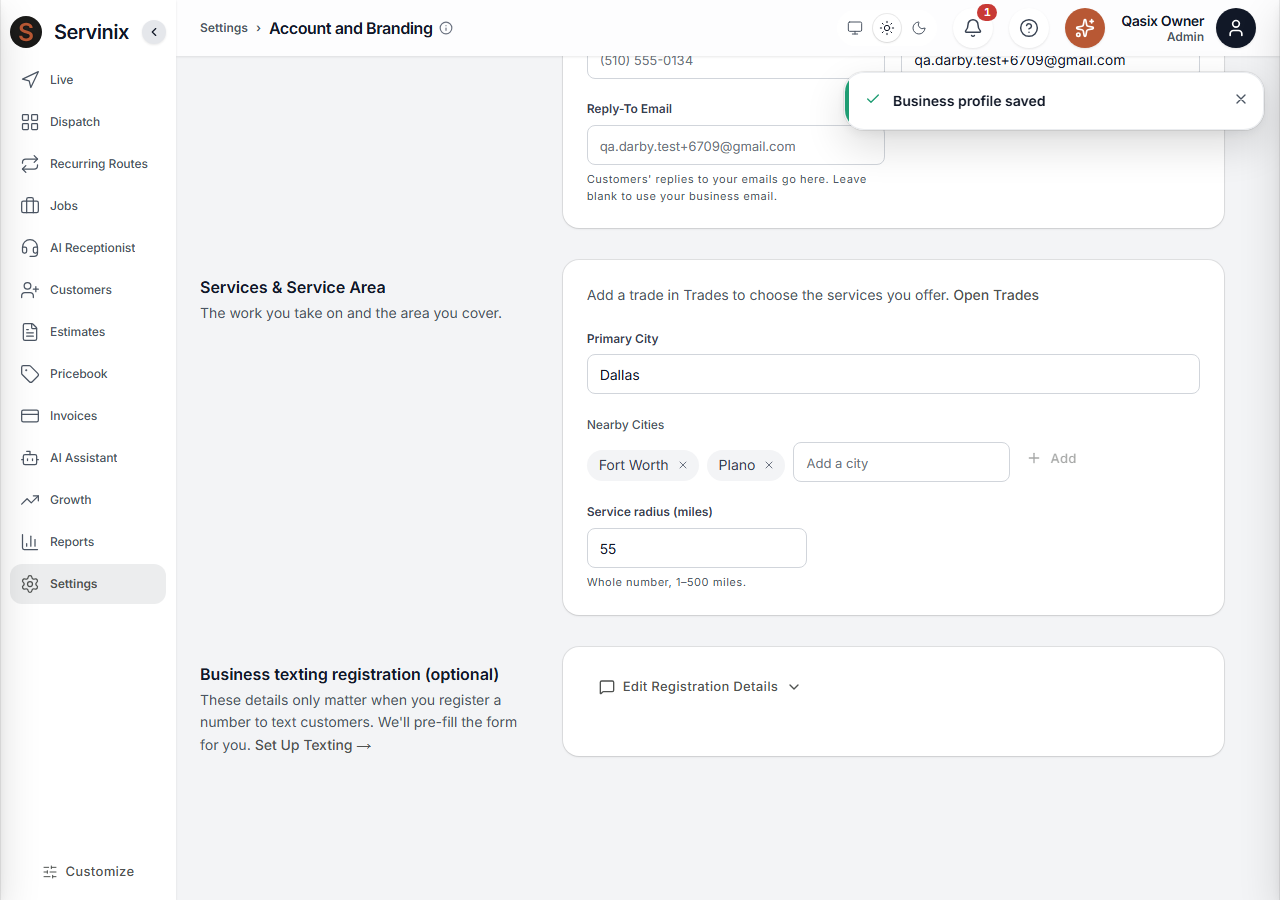 Servinix
Settings › Account and Branding
1
Qasix Owner
Admin
Live
Dispatch
Recurring Routes
Jobs
AI Receptionist
Customers
Estimates
Pricebook
Invoices
AI Assistant
Growth
Reports
Settings
Customize
(510) 555-0134
qa.darby.test+6709@gmail.com
Business profile saved
Reply-To Email
qa.darby.test+6709@gmail.com
Customers' replies to your emails go here. Leave
blank to use your business email.
Services & Service Area
The work you take on and the area you cover.
Add a trade in Trades to choose the services you offer. Open Trades
Primary City
Dallas
Nearby Cities
Fort Worth
Plano
Add a city
Add
Service radius (miles)
55
Whole number, 1–500 miles.
Business texting registration (optional)
These details only matter when you register a
number to text customers. We'll pre-fill the form
for you. Set Up Texting →
Edit Registration Details